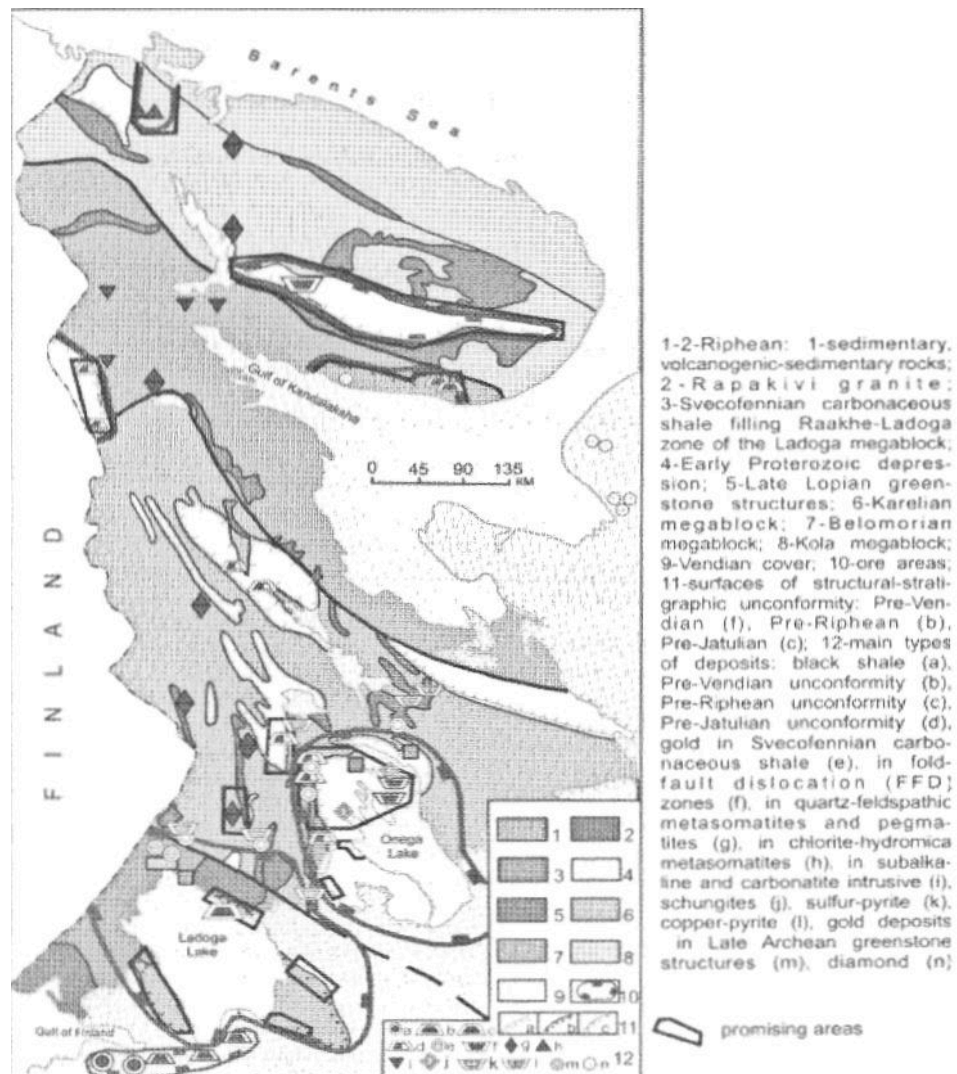 Barents Sea
Gulf of Kandalaksha
0 45 90 135
KM
FINLAND
Onega
Lake
Ladoga
Lake
Gulf of Finland
1 2
3 4
5 6
7 8
9 10
11
a b c
d e f g h
i j k l m n 12
1-2-Riphean: 1-sedimentary,
volcanogenic-sedimentary rocks;
2-Rapakivi granite;
3-Svecofennian carbonaceous
shale filling Raakhe-Ladoga
zone of the Ladoga megablock;
4-Early Proterozoic depres-
sion; 5-Late Lopian green-
stone structures; 6-Karelian
megablock; 7-Belomorian
megablock; 8-Kola megablock;
9-Vendian cover; 10-ore areas;
11-surfaces of structural-strati-
graphic unconformity: Pre-Ven-
dian (f), Pre-Riphean (b),
Pre-Jatulian (c); 12-main types
of deposits: black shale (a),
Pre-Vendian unconformity (b),
Pre-Riphean unconformity (c),
Pre-Jatulian unconformity (d),
gold in Svecofennian carbo-
naceous shale (e), in fold-
fault dislocation (FFD)
zones (f), in quartz-feldspathic
metasomatites and pegma-
tites (g), in chlorite-hydromica
metasomatites (h), in subalka-
line and carbonatite intrusive (i),
schungites (j), sulfur-pyrite (k),
copper-pyrite (l), gold deposits
in Late Archean greenstone
structures (m), diamond (n)
promising areas